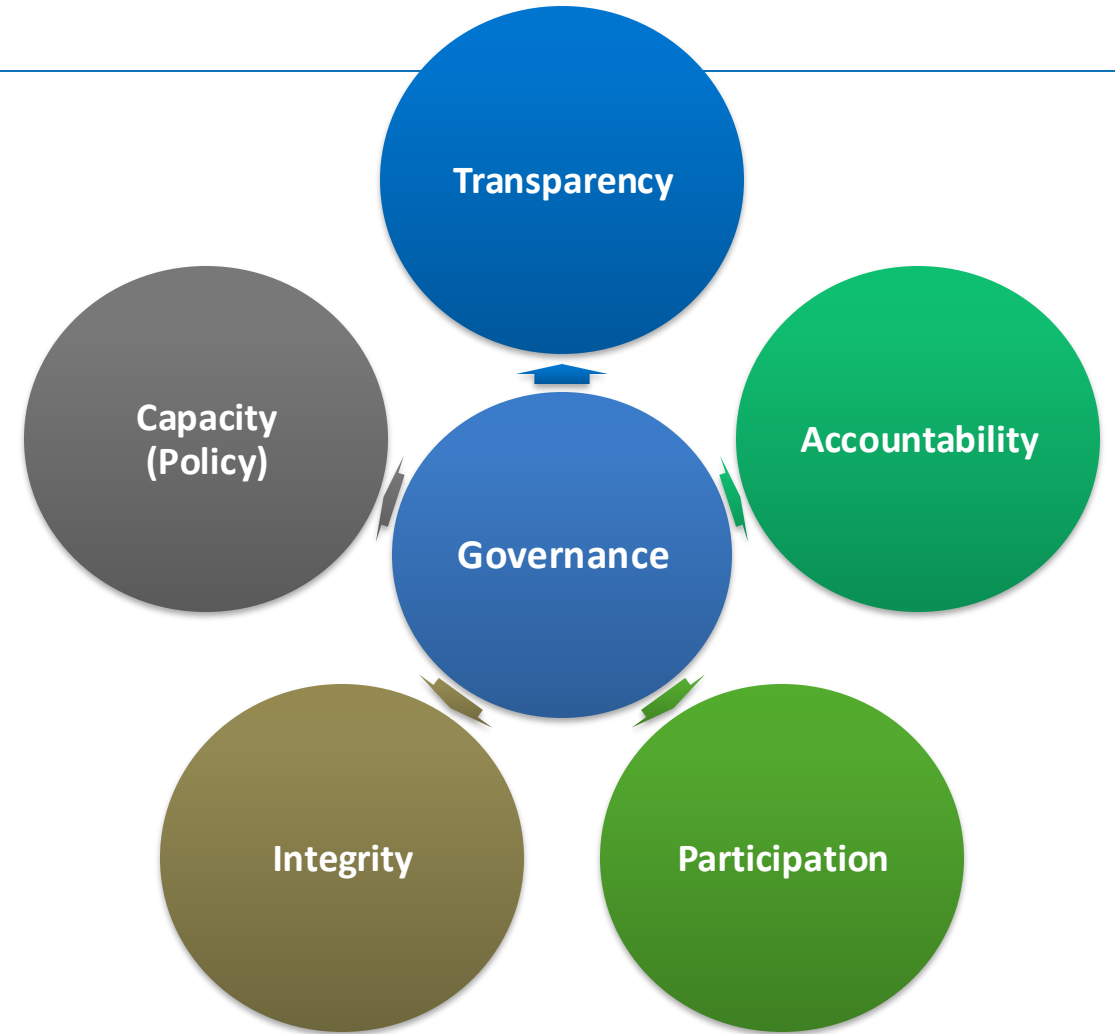 Transparency
Capacity
(Policy)
Accountability
Governance
Integrity
Participation